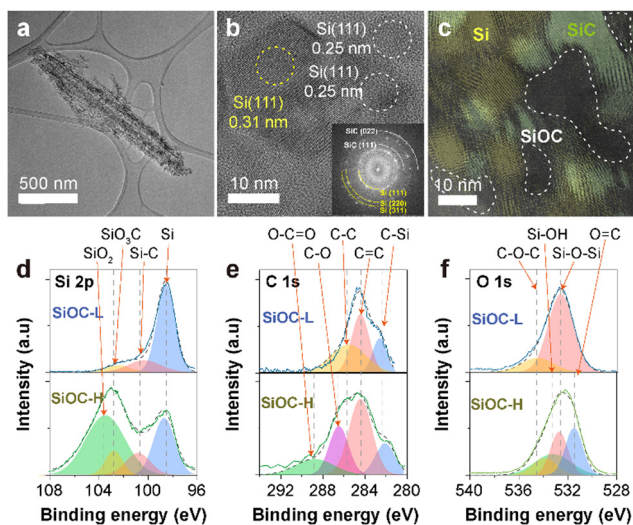 a
500 nm
b
Si(111)
0.25 nm
Si(111)
0.25 nm
Si(111)
0.31 nm
10 nm
SiC (022)
SiC (111)
Si (111)
Si (220)
Si (311)
c
Si
SiC
SiOC
10 nm
d
SiO2
SiO3C
Si-C
Si
Si 2p
SiOC-L
SiOC-H
Intensity (a.u)
108 104 100 96
Binding energy (eV)
e
O-C=O
C-O
C-C
C=C
C-Si
C 1s
SiOC-L
SiOC-H
Intensity (a.u)
292 288 284 280
Binding energy (eV)
f
C-O-C
Si-OH
Si-O-Si
O=C
O 1s
SiOC-L
SiOC-H
Intensity (a.u)
540 536 532 528
Binding energy (eV)